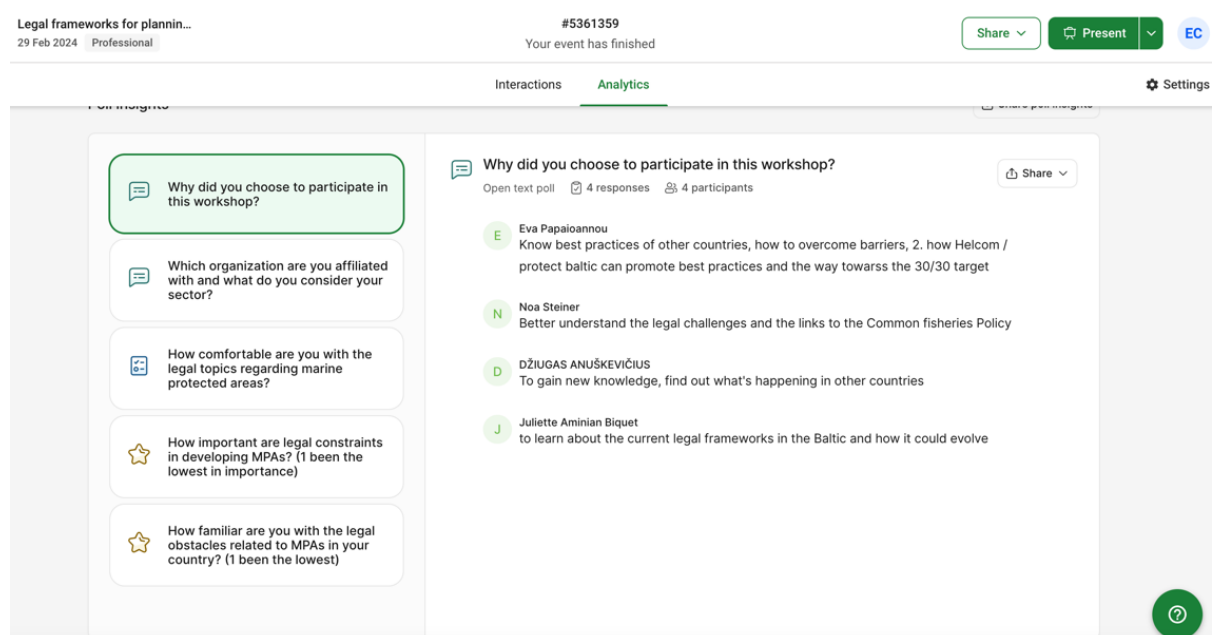 Legal frameworks for plannin...
29 Feb 2024 Professional
#5361359
Your event has finished
Share
Present
EC
Interactions
Analytics
Settings
Poll insights
Share poll insights
Why did you choose to participate in
this workshop?
Which organization are you affiliated
with and what do you consider your
sector?
How comfortable are you with the
legal topics regarding marine
protected areas?
How important are legal constraints
in developing MPAs? (1 been the
lowest in importance)
How familiar are you with the legal
obstacles related to MPAs in your
country? (1 been the lowest)
Why did you choose to participate in this workshop?
Open text poll 4 responses 4 participants
Share
E
Eva Papaioannou
Know best practices of other countries, how to overcome barriers, 2. how Helcom /
protect baltic can promote best practices and the way towarss the 30/30 target
N
Noa Steiner
Better understand the legal challenges and the links to the Common fisheries Policy
D
DŽIUGAS ANUŠKEVIČIUS
To gain new knowledge, find out what's happening in other countries
J
Juliette Aminian Biquet
to learn about the current legal frameworks in the Baltic and how it could evolve